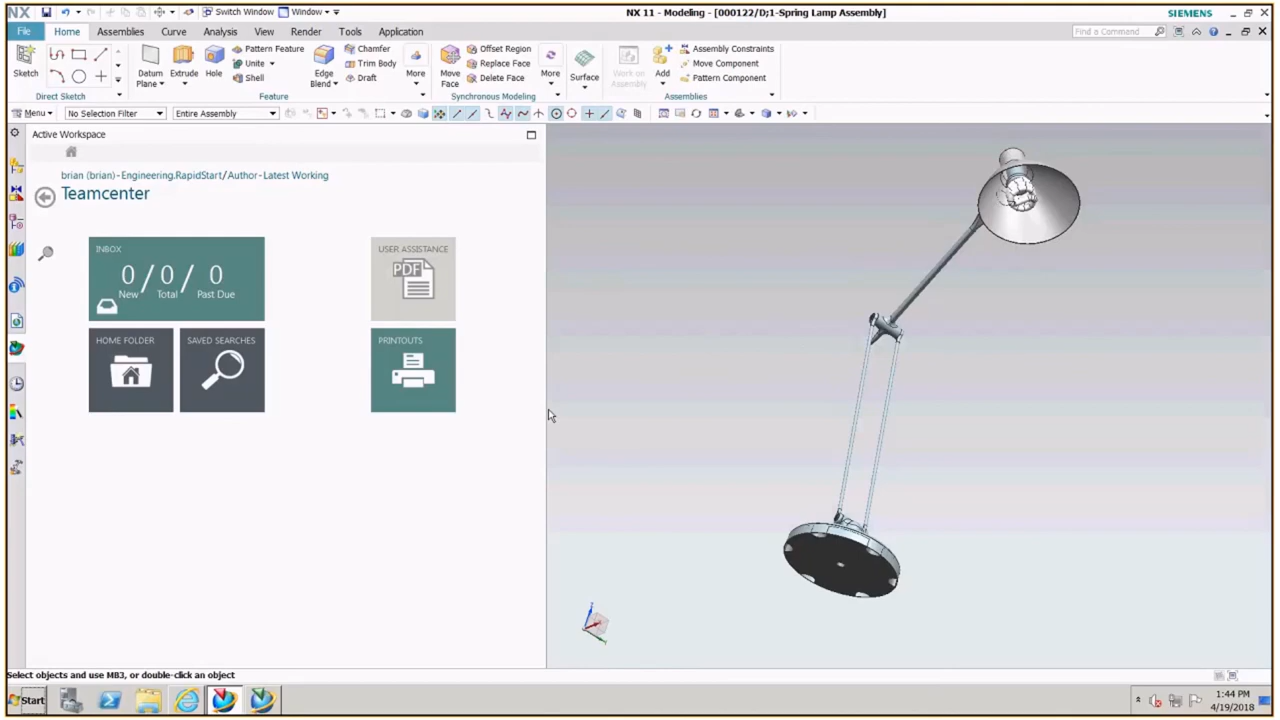 NX Switch Window Window NX 11 - Modeling - [000122/D;1-Spring Lamp Assembly] SIEMENS
File Home Assemblies Curve Analysis View Render Tools Application Find a Command
Sketch
Direct Sketch
Datum Plane
Extrude
Hole
Pattern Feature
Unite
Shell
Edge Blend
Chamfer
Trim Body
Draft
More
Feature
Move Face
Offset Region
Replace Face
Delete Face
More
Synchronous Modeling
Surface
Work on Assembly
Add
Assembly Constraints
Move Component
Pattern Component
Assemblies
Menu No Selection Filter Entire Assembly
Active Workspace
brian (brian)-Engineering.RapidStart/Author-Latest Working
Teamcenter
INBOX
0/0/0
New Total Past Due
USER ASSISTANCE
PDF
HOME FOLDER
SAVED SEARCHES
PRINTOUTS
Select objects and use MB3, or double-click an object
Start
1:44 PM
4/19/2018